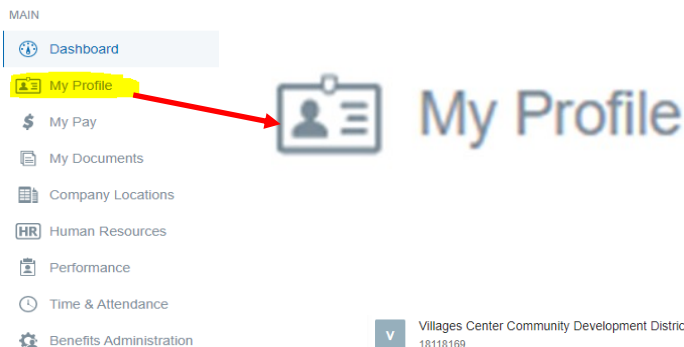 MAIN
Dashboard
My Profile
My Profile
$ My Pay
My Documents
Company Locations
HR Human Resources
Performance
Time & Attendance
Benefits Administration
V Villages Center Community Development Distric
18118169